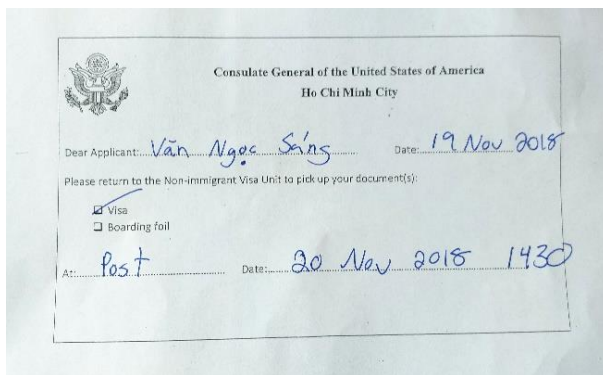 Consulate General of the United States of America
Ho Chi Minh City
Dear Applicant: Văn Ngọc Sáng Date: 19 Nov 2018
Please return to the Non-immigrant Visa Unit to pick up your document(s):
☑ Visa
❑ Boarding foil
At: Post Date: 20 Nov 2018 1430